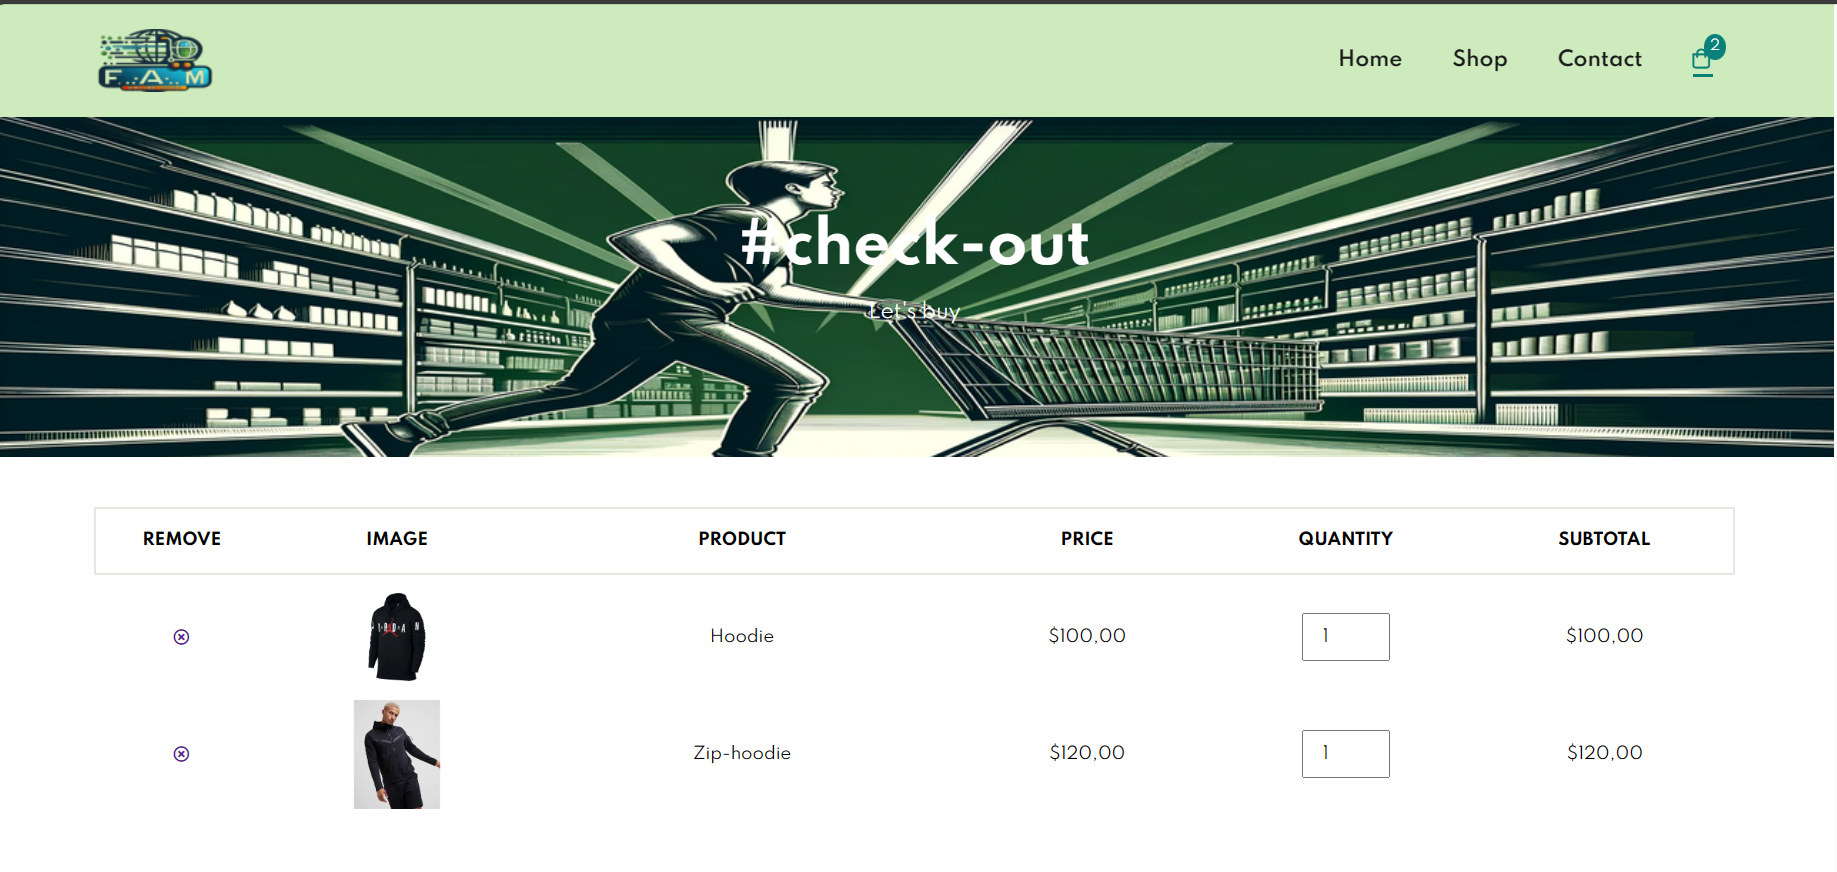 F..A..M
Home Shop Contact 2
#check-out
Let's buy
REMOVE IMAGE PRODUCT PRICE QUANTITY SUBTOTAL
Hoodie $100,00 1 $100,00
Zip-hoodie $120,00 1 $120,00